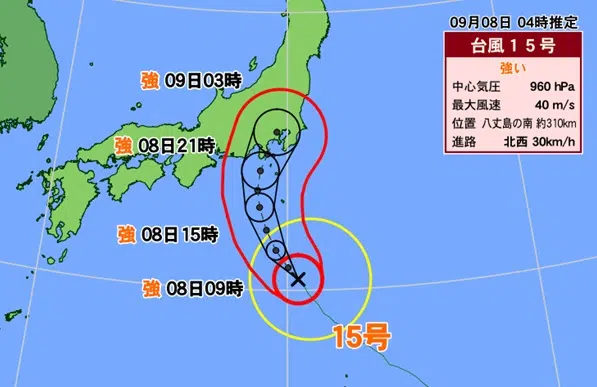 09月08日 04時推定
台風15号
強い
中心気圧 960 hPa
最大風速 40 m/s
位置 八丈島の南 約310km
進路 北西 30km/h
強 09日03時
強 08日21時
強 08日15時
強 08日09時
15号